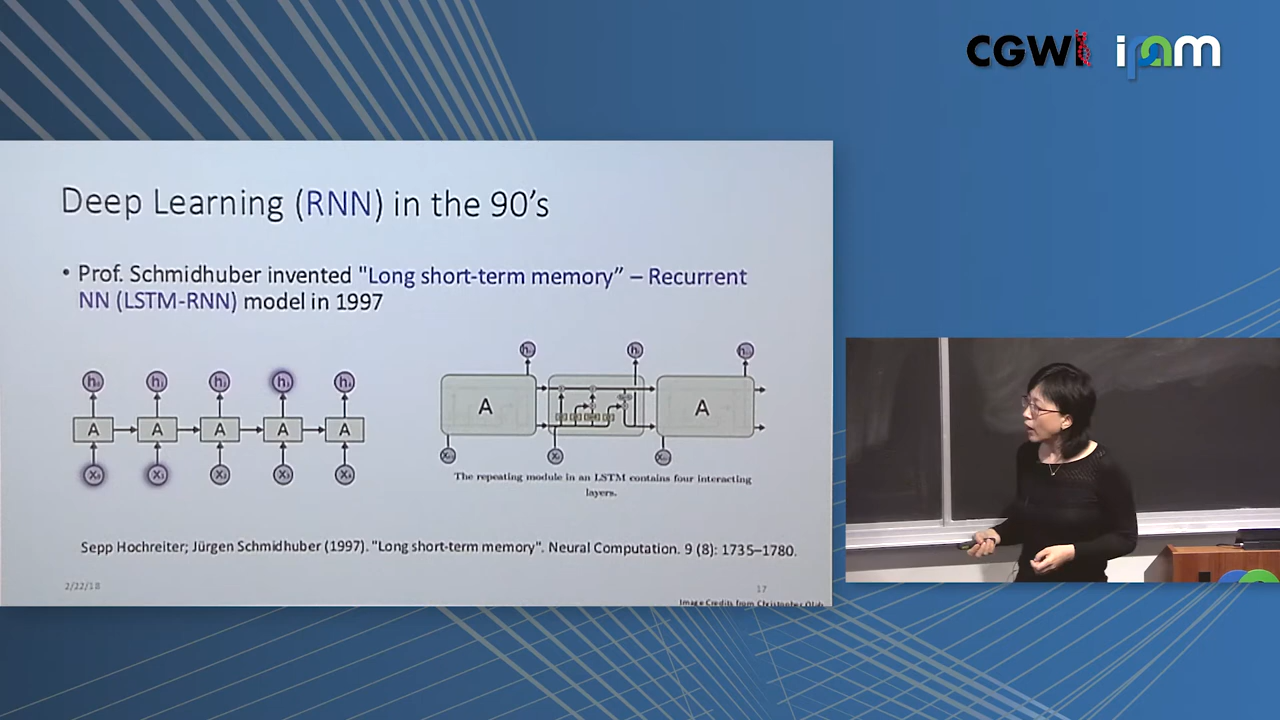 CGWI ipam
Deep Learning (RNN) in the 90's
• Prof. Schmidhuber invented "Long short-term memory” – Recurrent
NN (LSTM-RNN) model in 1997
A A A A A
A A
The repeating module in an LSTM contains four interacting
layers.
Sepp Hochreiter; Jürgen Schmidhuber (1997). "Long short-term memory". Neural Computation. 9 (8): 1735–1780.
2/22/18
17
Image Credits from Christopher